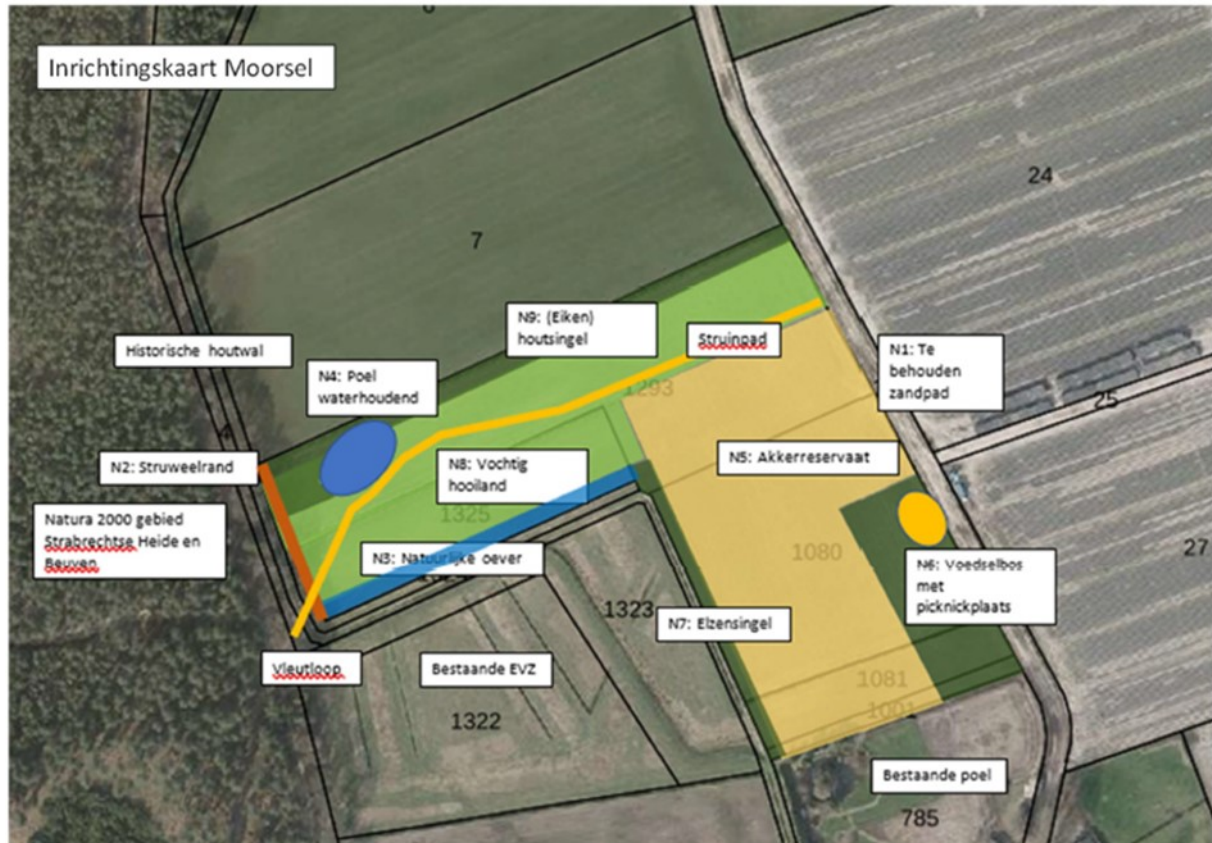 Inrichtingskaart Moorsel
24
7
N9: (Eiken)
houtsingel
Struinpad
Historische houtwal
N1: Te
behouden
zandpad
N4: Poel
waterhoudend
1293
25
N2: Struweelrand
N8: Vochtig
hooiland
N5: Akkerreservaat
Natura 2000 gebied
Strabrechtse Heide en
Beuven
1325
N3: Natuurlijke oever
1080
27
N6: Voedselbos
met
picknickplaats
1323
N7: Elzensingel
Vleutloop
Bestaande EVZ
1081
1001
1322
Bestaande poel
785